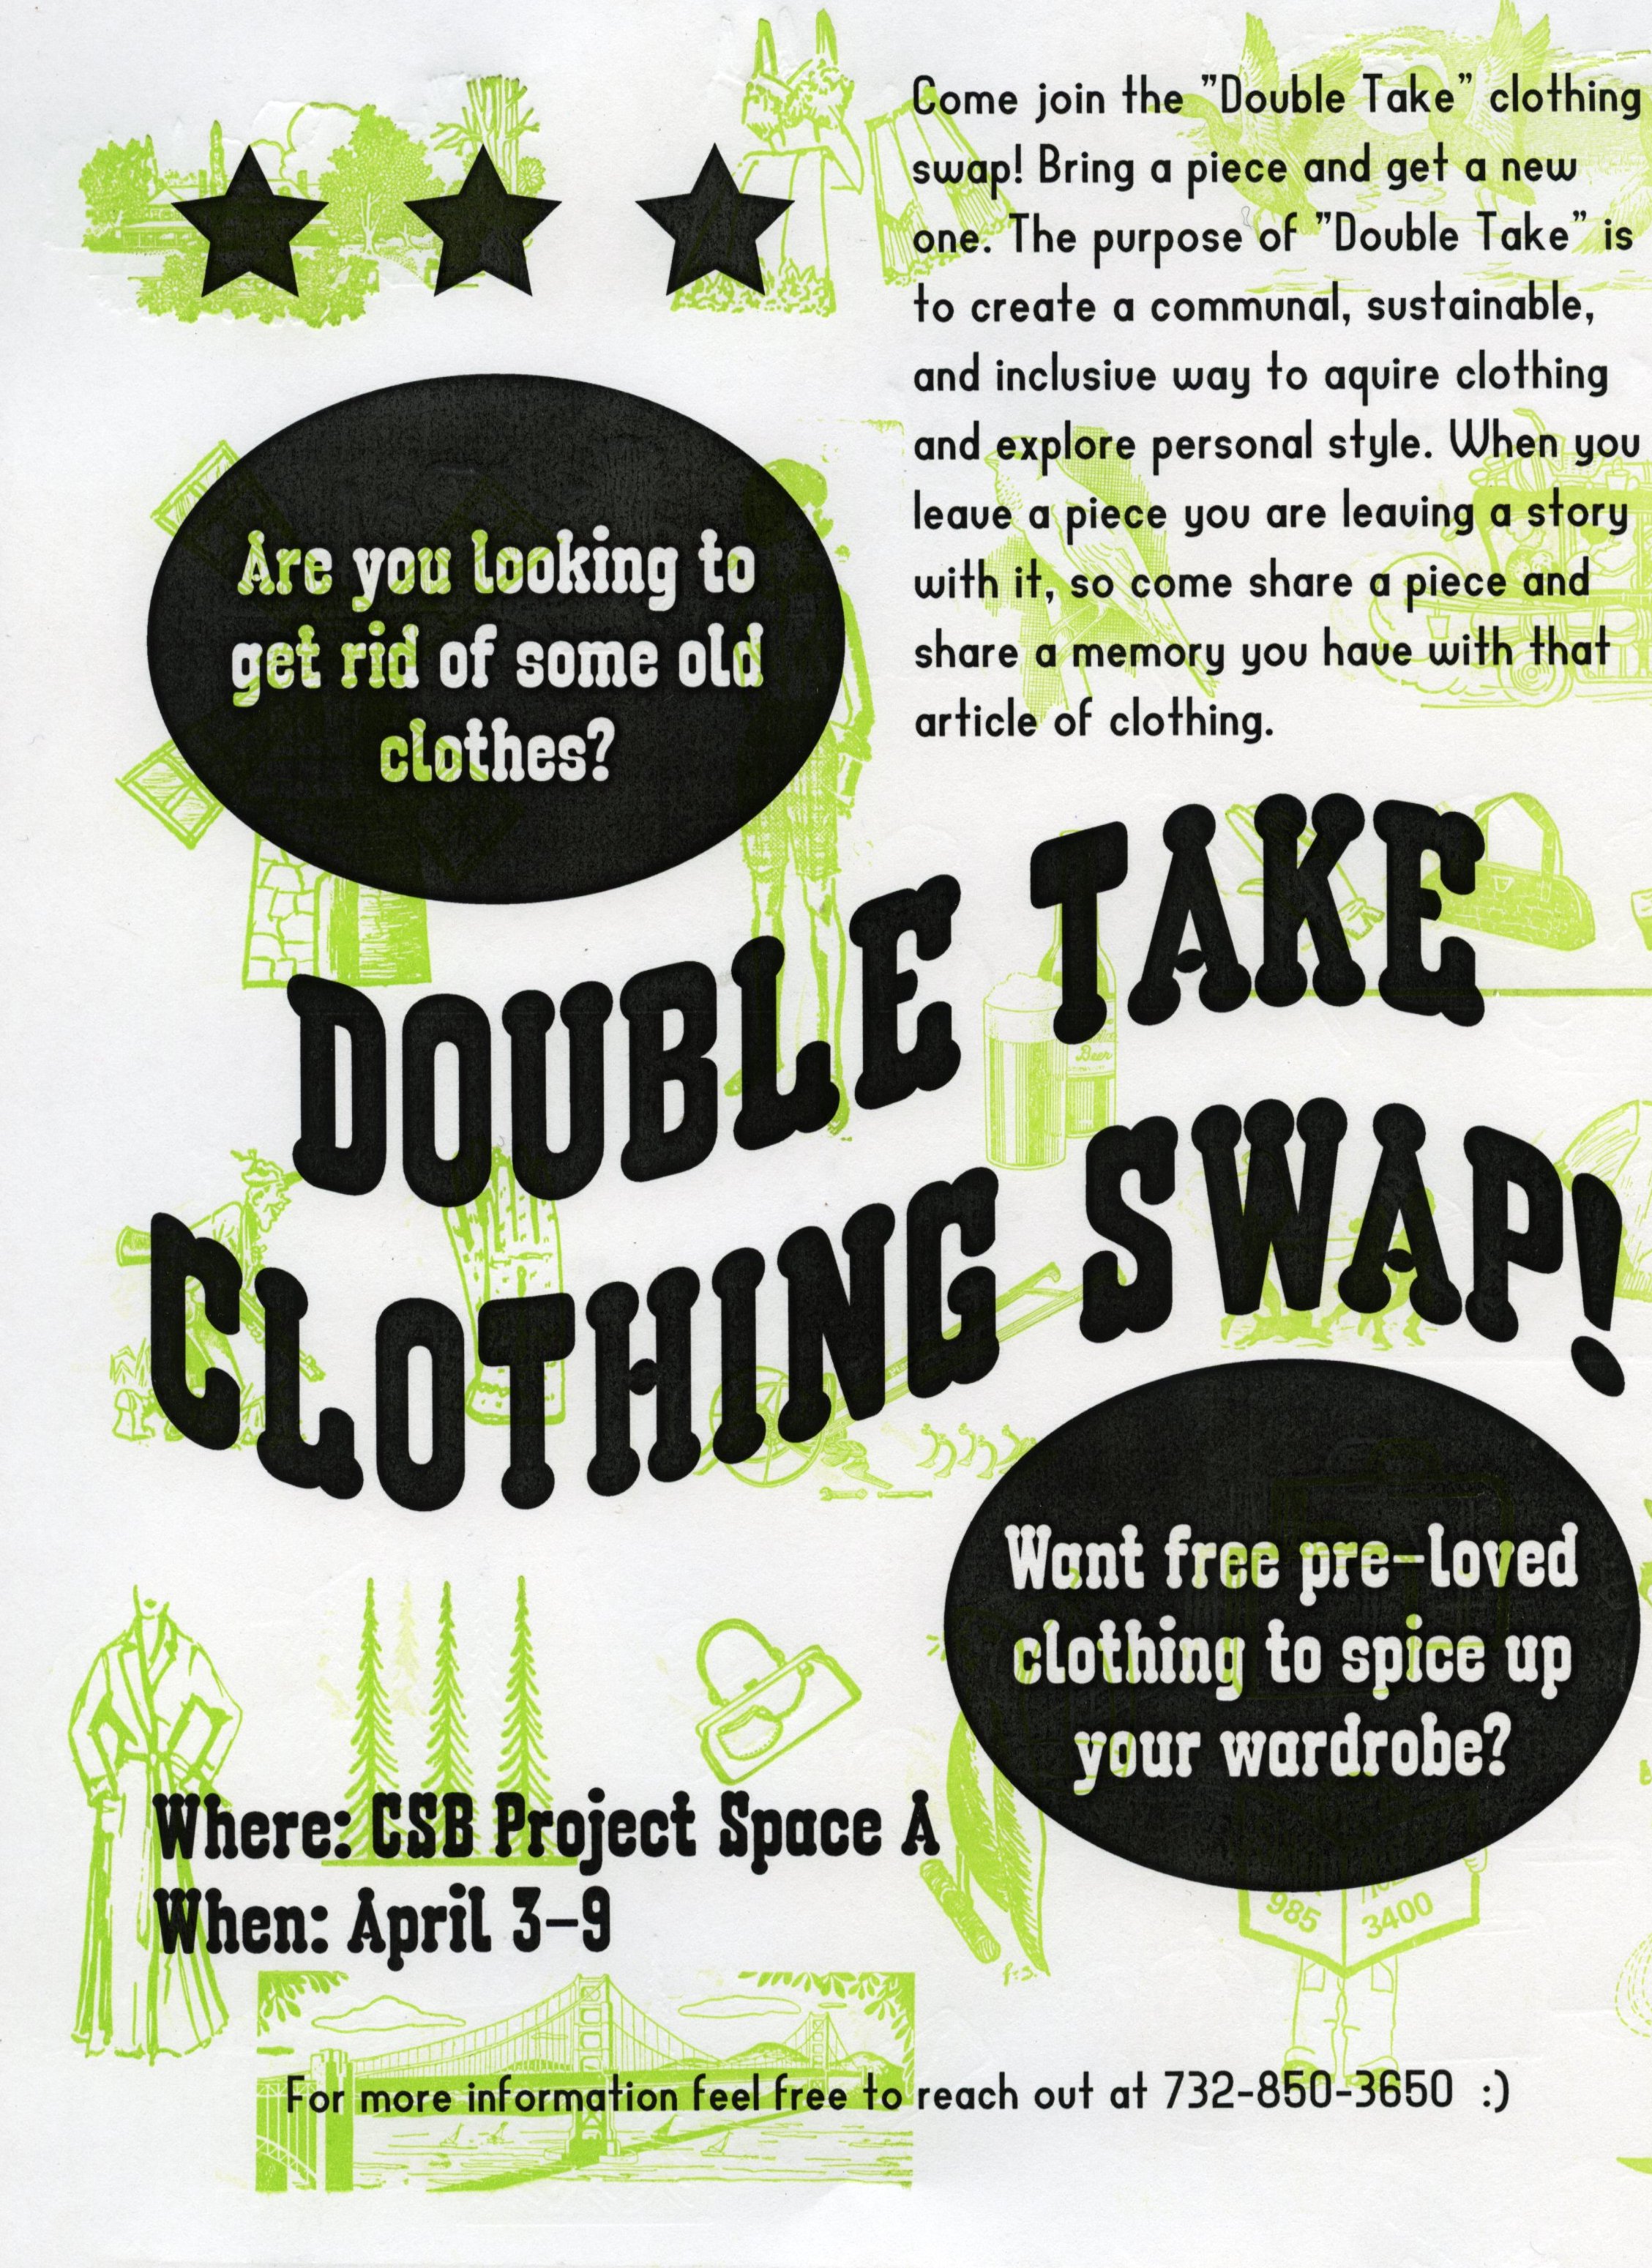 Come join the "Double Take" clothing
swap! Bring a piece and get a new
one. The purpose of "Double Take" is
to create a communal, sustainable,
and inclusive way to aquire clothing
and explore personal style. When you
leave a piece you are leaving a story
with it, so come share a piece and
share a memory you have with that
article of clothing.
Are you looking to
get rid of some old
clothes?
DOUBLE TAKE
CLOTHING SWAP!
Beer
Want free pre-loved
clothing to spice up
your wardrobe?
Where: CSB Project Space A
When: April 3-9
985
3400
For more information feel free to reach out at 732-850-3650 :)